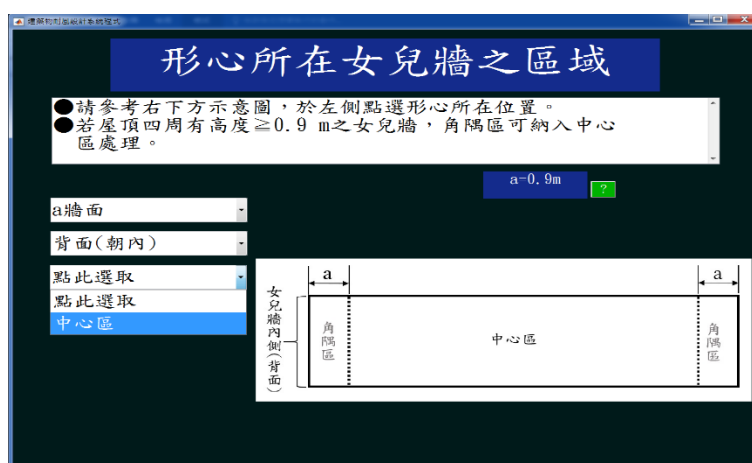 形心所在女兒牆之區域
●請參考右下方示意圖，於左側點選形心所在位置。
●若屋頂四周有高度≧0.9 m之女兒牆，角隅區可納入中心
區處理。
a-0.9m
?
a牆面
背面(朝內)
點此選取
點此選取
中心區
a
a
女兒牆內側(背面)
角隅區
中心區
角隅區